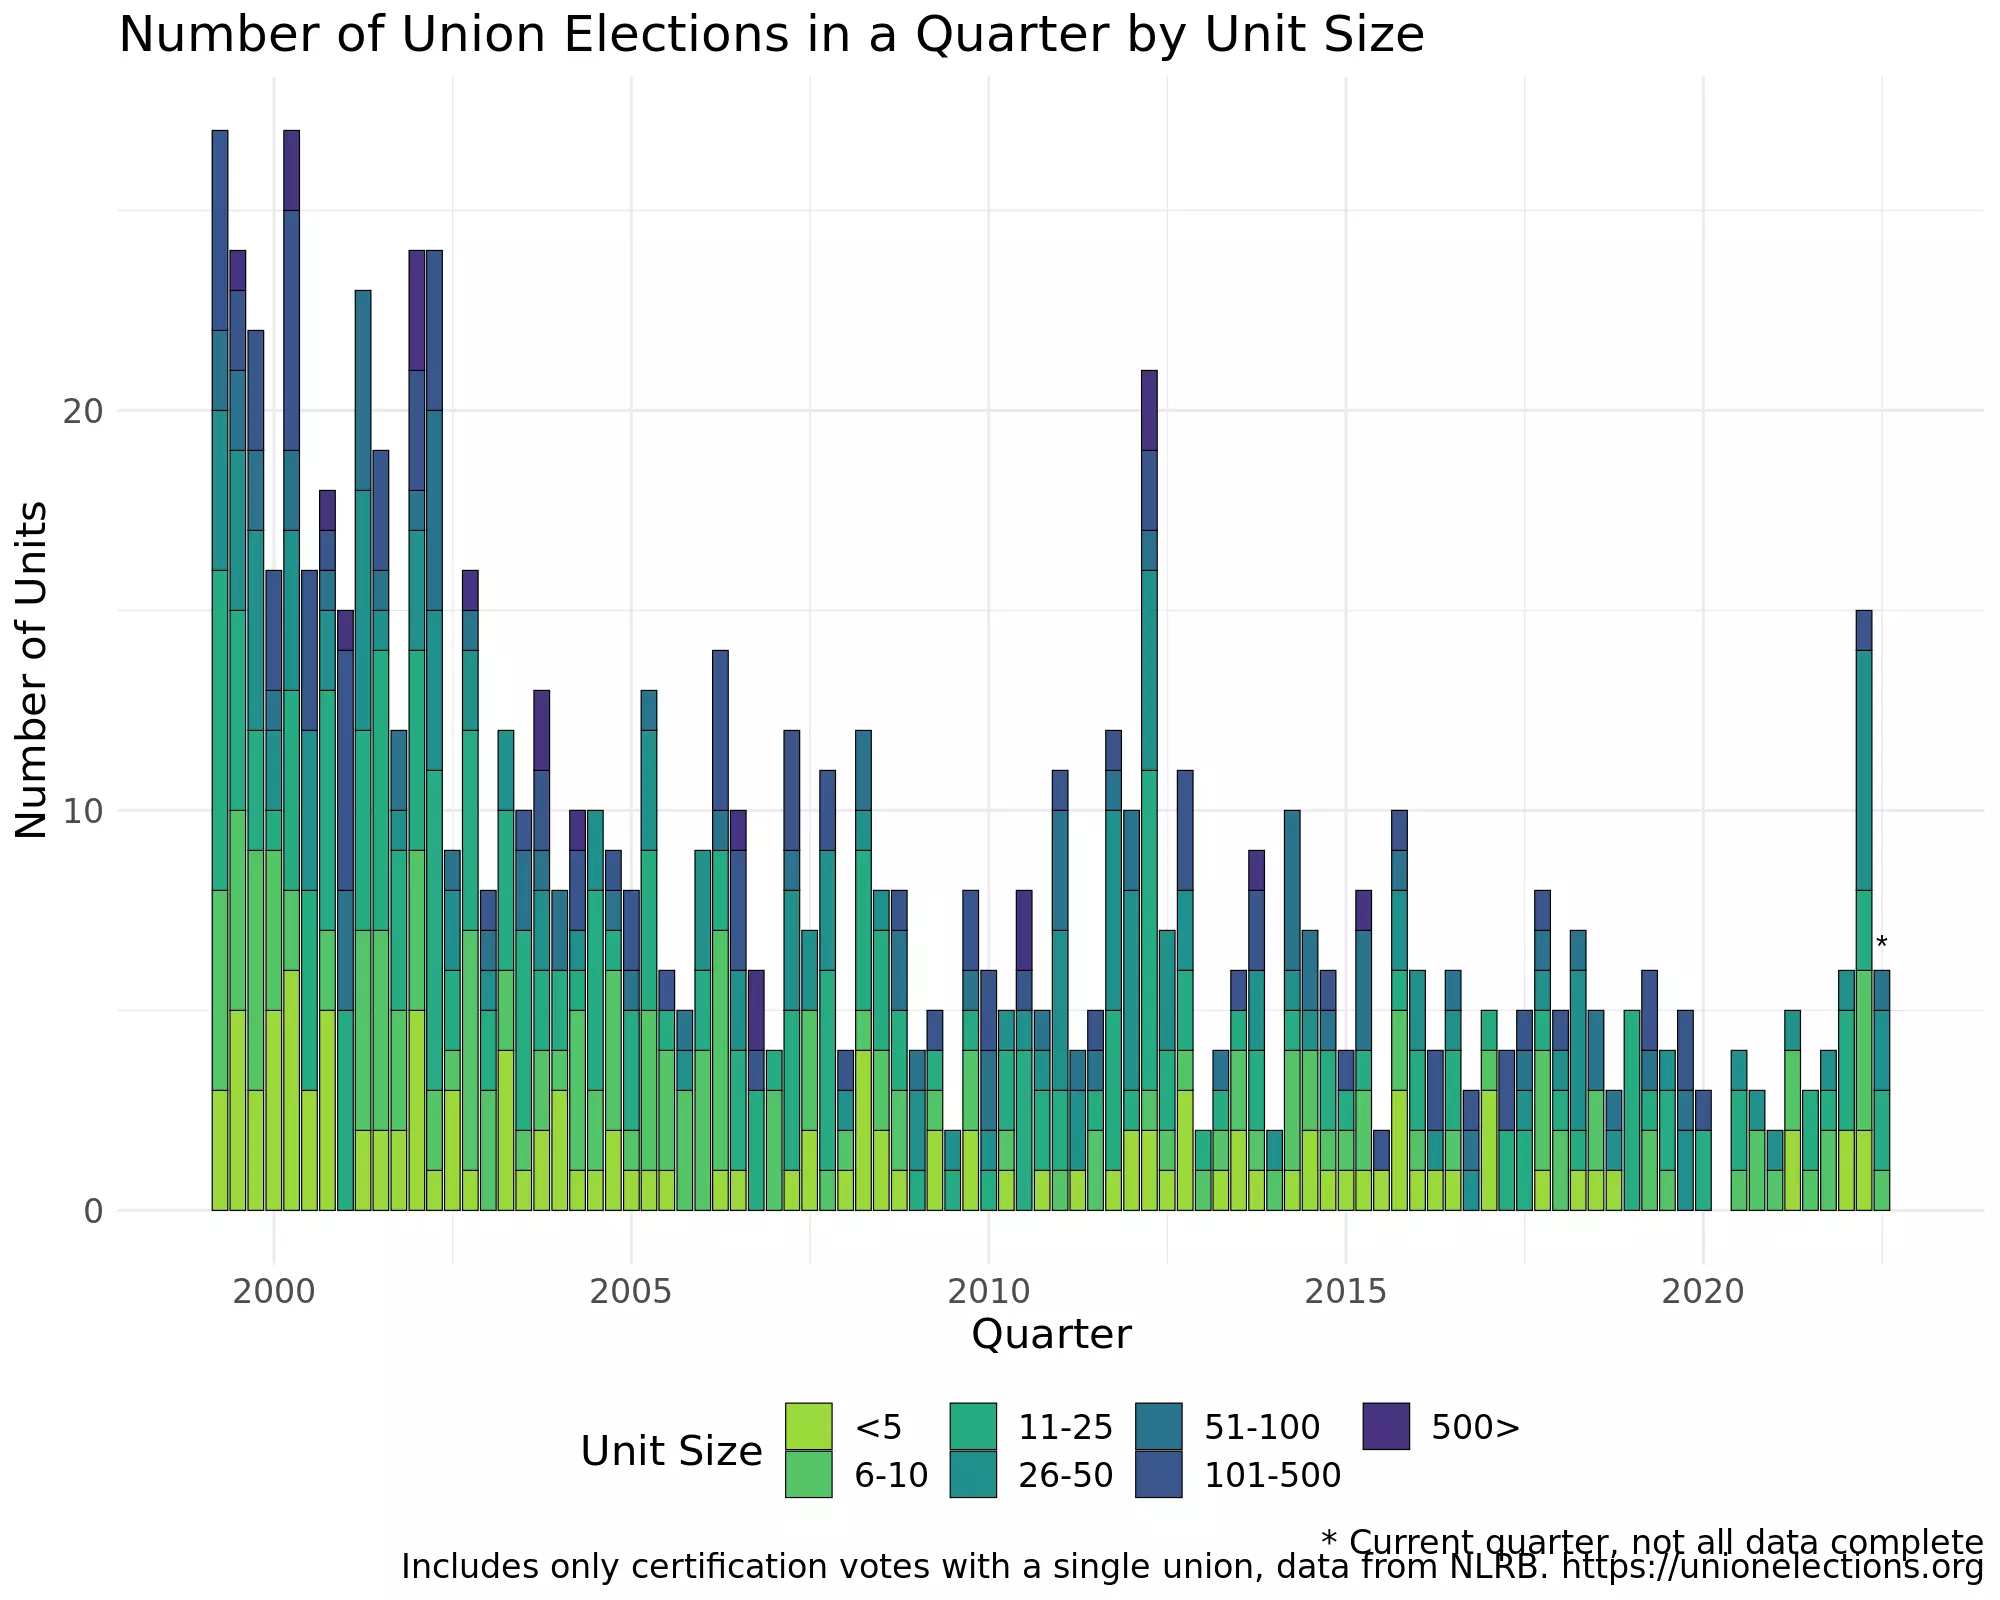 Number of Union Elections in a Quarter by Unit Size
Number of Units
20
10
0
*
2000 2005 2010 2015 2020
Quarter
Unit Size
<5 11-25 51-100 500>
6-10 26-50 101-500
* Current quarter, not all data complete
Includes only certification votes with a single union, data from NLRB. https://unionelections.org